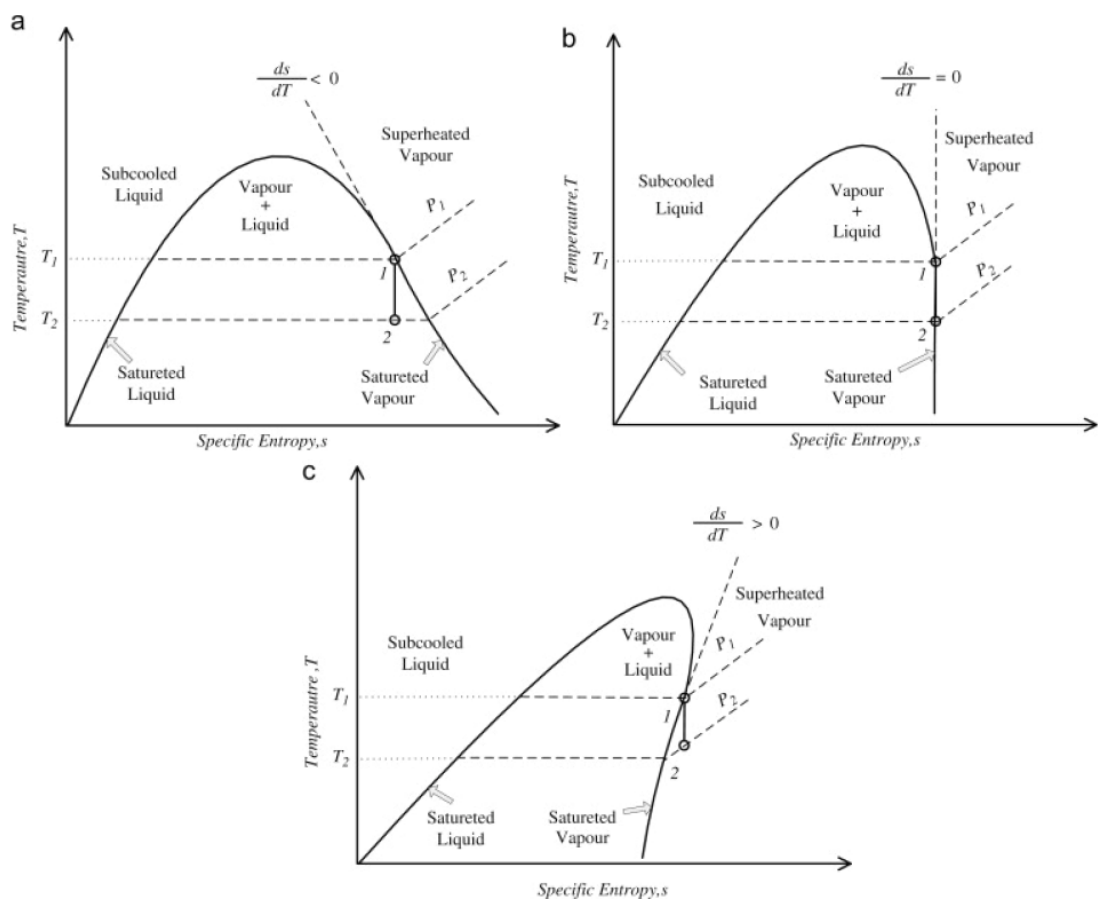 a
ds
dT
< 0
Superheated
Vapour
Subcooled
Liquid
Vapour
+
Liquid
P1
P2
T1
T2
1
2
Satureted
Liquid
Satureted
Vapour
Temperautre,T
Specific Entropy,s
b
ds
dT
= 0
Superheated
Vapour
Subcooled
Liquid
Vapour
+
Liquid
P1
P2
T1
T2
1
2
Satureted
Liquid
Satureted
Vapour
Temperautre,T
Specific Entropy,s
c
ds
dT
> 0
Superheated
Vapour
Subcooled
Liquid
Vapour
+
Liquid
P1
P2
T1
T2
1
2
Satureted
Liquid
Satureted
Vapour
Temperautre ,T
Specific Entropy,s